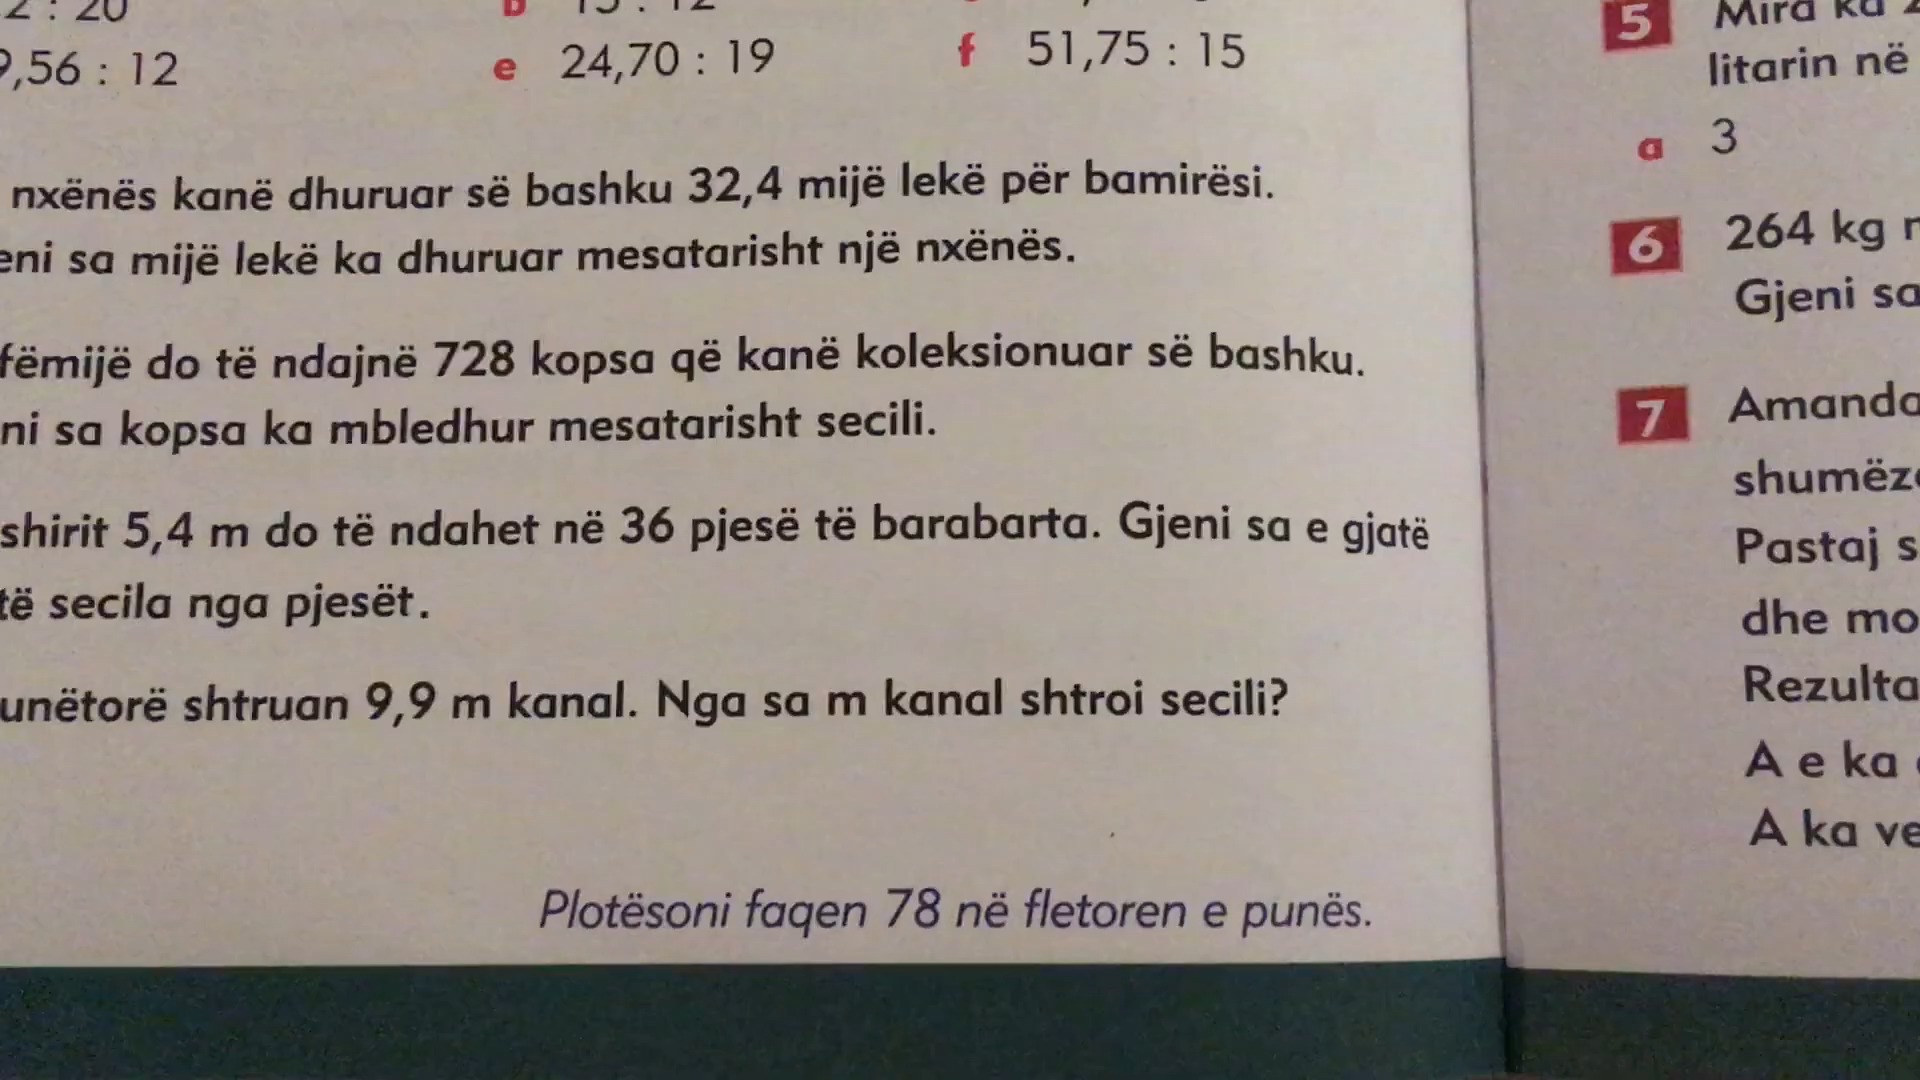 2 : 20
b 15 : 12
9,56 : 12
e 24,70 : 19
f 51,75 : 15
nxënës kanë dhuruar së bashku 32,4 mijë lekë për bamirësi.
eni sa mijë lekë ka dhuruar mesatarisht një nxënës.
fëmijë do të ndajnë 728 kopsa që kanë koleksionuar së bashku.
ni sa kopsa ka mbledhur mesatarisht secili.
shirit 5,4 m do të ndahet në 36 pjesë të barabarta. Gjeni sa e gjatë
të secila nga pjesët.
unëtorë shtruan 9,9 m kanal. Nga sa m kanal shtroi secili?
Plotësoni faqen 78 në fletoren e punës.
5 Mira ka
litarin në
a 3
6 264 kg
Gjeni sa
7 Amanda
shumëz
Pastaj s
dhe mo
Rezulta
A e ka
A ka ve